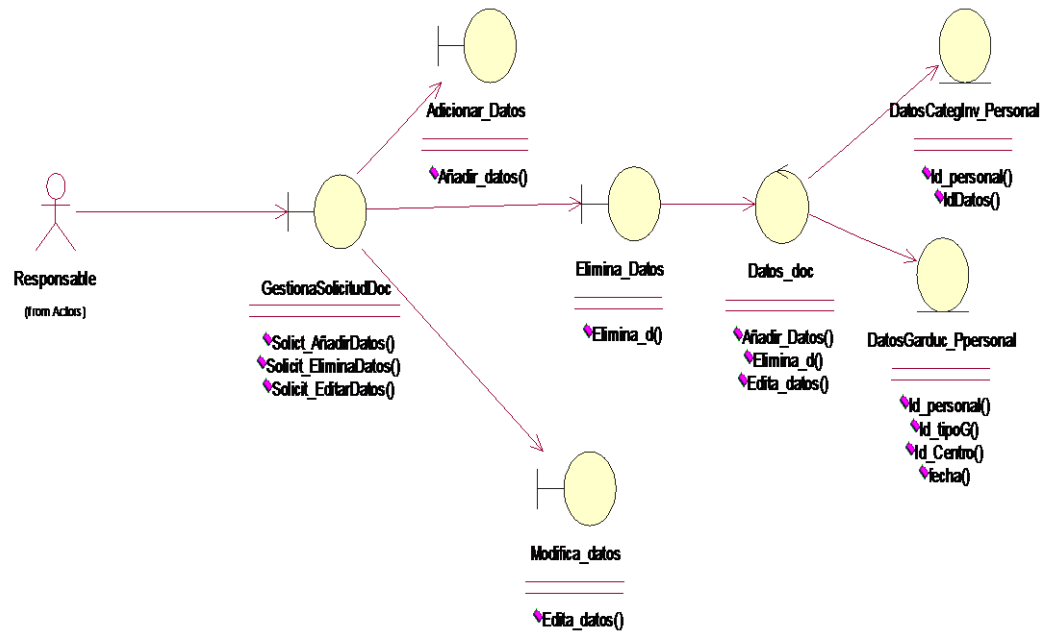 Adicionar_Datos
Añadir_datos()
DatosCategInv_Personal
Id_personal()
IdDatos()
Responsable
(from Actors)
GestionaSolicitudDoc
Solict_AñadirDatos()
Solicit_EliminaDatos()
Solicit_EditarDatos()
Elimina_Datos
Elimina_d()
Datos_doc
Añadir_Datos()
Elimina_d()
Edita_datos()
DatosGarduc_Ppersonal
Id_personal()
Id_tipoG()
Id_Centro()
fecha()
Modifica_datos
Edita_datos()